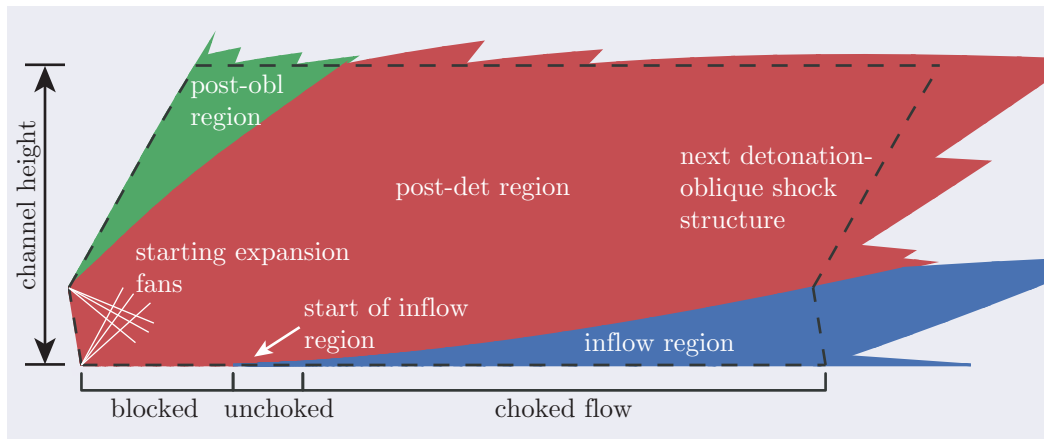 post-obl
region
channel height
post-det region
next detonation-
oblique shock
structure
starting expansion
fans
start of inflow
region
inflow region
blocked
unchoked
choked flow